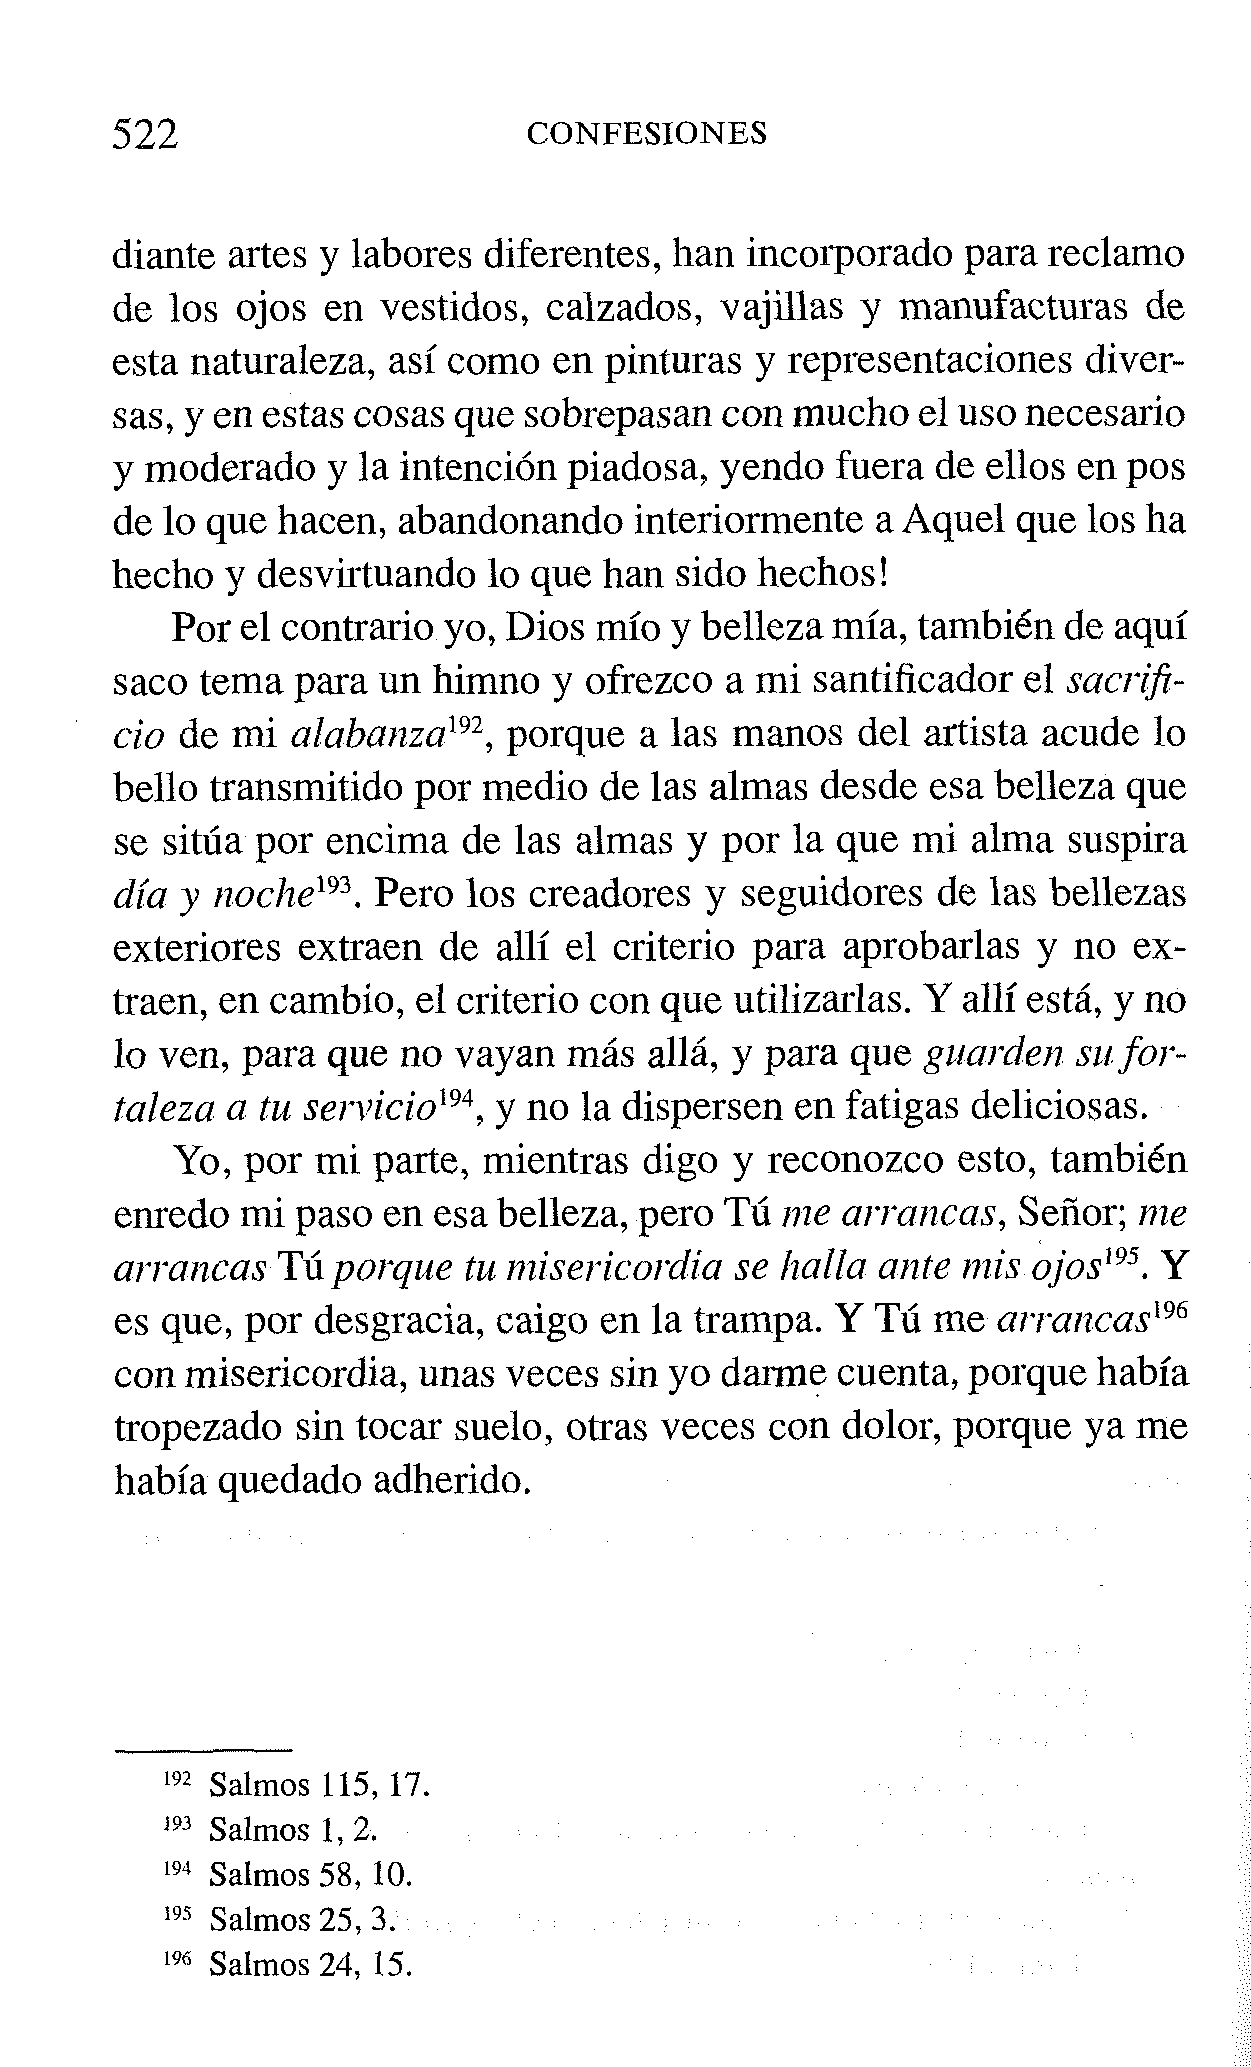 522 CONFESIONES
diante artes y labores diferentes, han incorporado para reclamo
de los ojos en vestidos, calzados, vajillas y manufacturas de
esta naturaleza, así como en pinturas y representaciones diver-
sas, y en estas cosas que sobrepasan con mucho el uso necesario
y moderado y la intención piadosa, yendo fuera de ellos en pos
de lo que hacen, abandonando interiormente a Aquel que los ha
hecho y desvirtuando lo que han sido hechos!
Por el contrario yo, Dios mío y belleza mía, también de aquí
saco tema para un himno y ofrezco a mi santificador el sacrifi-
cio de mi alabanza¹⁹², porque a las manos del artista acude lo
bello transmitido por medio de las almas desde esa belleza que
se sitúa por encima de las almas y por la que mi alma suspira
día y noche¹⁹³. Pero los creadores y seguidores de las bellezas
exteriores extraen de allí el criterio para aprobarlas y no ex-
traen, en cambio, el criterio con que utilizarlas. Y allí está, y no
lo ven, para que no vayan más allá, y para que guarden su for-
taleza a tu servicio¹⁹⁴, y no la dispersen en fatigas deliciosas.
Yo, por mi parte, mientras digo y reconozco esto, también
enredo mi paso en esa belleza, pero Tú me arrancas, Señor; me
arrancas Tú porque tu misericordia se halla ante mis ojos¹⁹⁵. Y
es que, por desgracia, caigo en la trampa. Y Tú me arrancas¹⁹⁶
con misericordia, unas veces sin yo darme cuenta, porque había
tropezado sin tocar suelo, otras veces con dolor, porque ya me
había quedado adherido.
¹⁹² Salmos 115, 17.
¹⁹³ Salmos 1, 2.
¹⁹⁴ Salmos 58, 10.
¹⁹⁵ Salmos 25, 3.
¹⁹⁶ Salmos 24, 15.